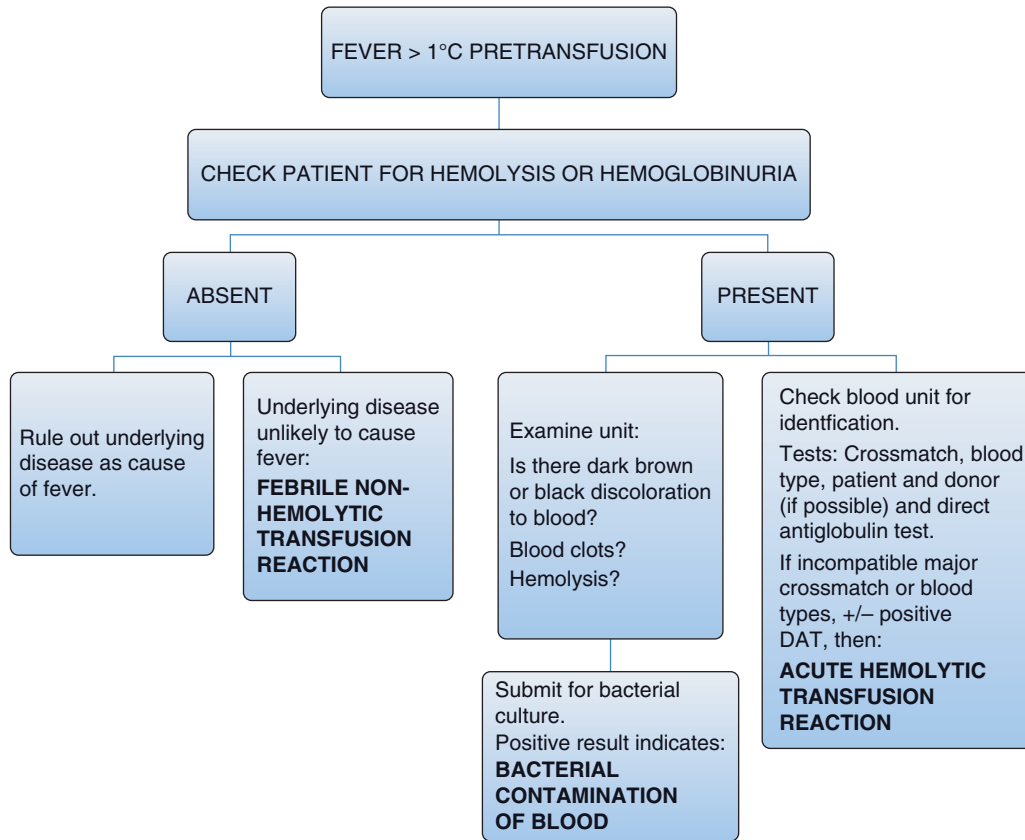 FEVER > 1°C PRETRANSFUSION
CHECK PATIENT FOR HEMOLYSIS OR HEMOGLOBINURIA
ABSENT
PRESENT
Rule out underlying
disease as cause
of fever.
Underlying disease
unlikely to cause
fever:
FEBRILE NON-
HEMOLYTIC
TRANSFUSION
REACTION
Examine unit:
Is there dark brown
or black discoloration
to blood?
Blood clots?
Hemolysis?
Submit for bacterial
culture.
Positive result indicates:
BACTERIAL
CONTAMINATION
OF BLOOD
Check blood unit for
identfication.
Tests: Crossmatch, blood
type, patient and donor
(if possible) and direct
antiglobulin test.
If incompatible major
crossmatch or blood
types, +/– positive
DAT, then:
ACUTE HEMOLYTIC
TRANSFUSION
REACTION